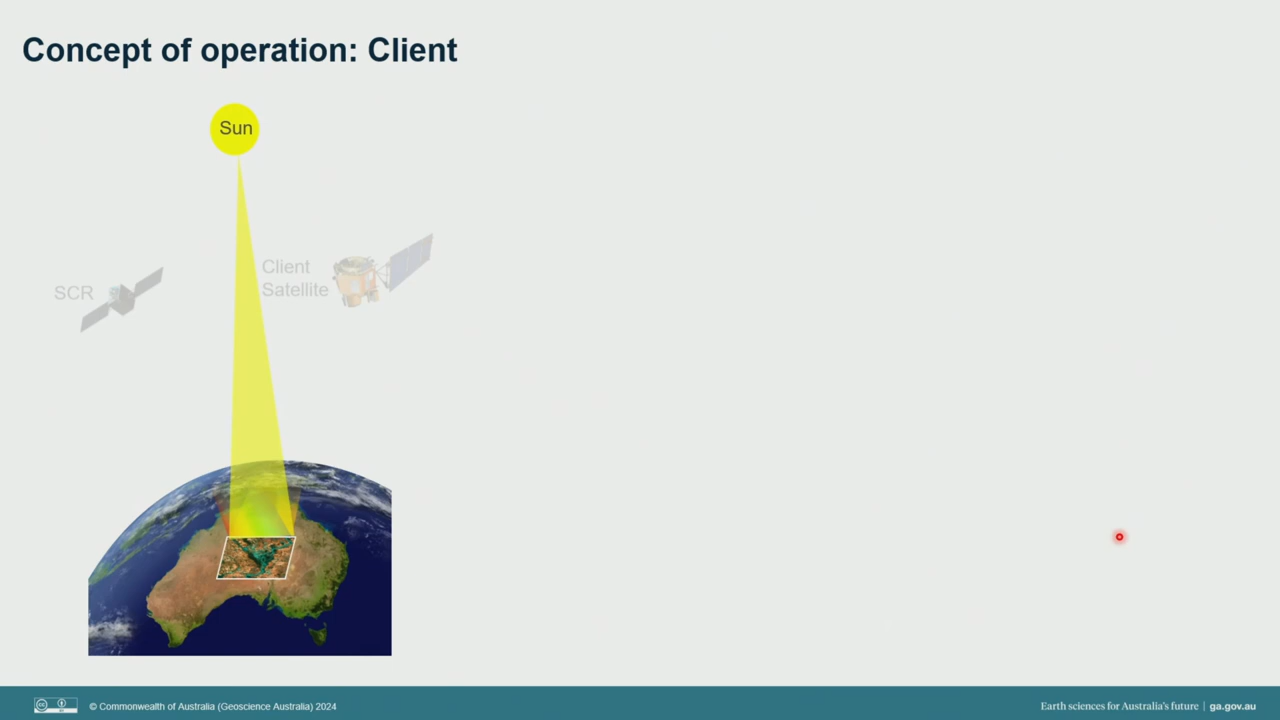 Concept of operation: Client
Sun
Client
Satellite
SCR
© Commonwealth of Australia (Geoscience Australia) 2024
Earth sciences for Australia's future | ga.gov.au